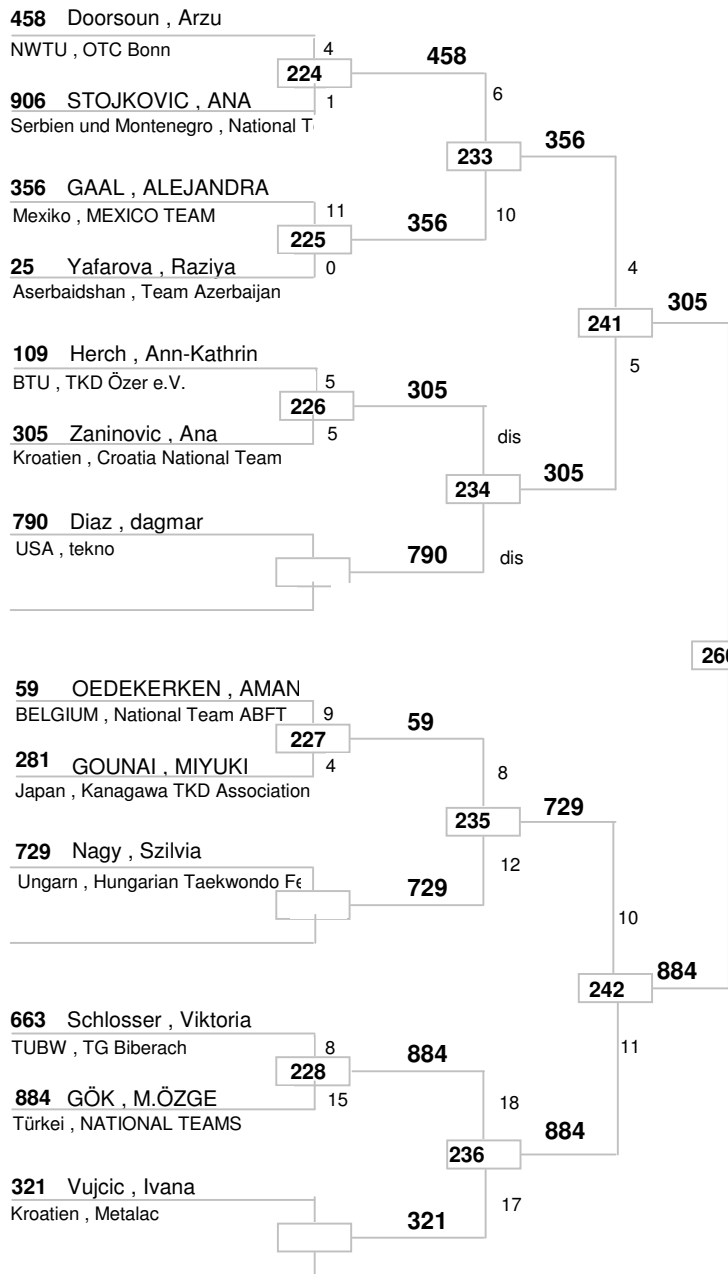 458 Doorsoun , Arzu
NWTU , OTC Bonn
4
458
224
6
906 STOJKOVIC , ANA
1
Serbien und Montenegro , National T
233
356
356 GAAL , ALEJANDRA
Mexiko , MEXICO TEAM
11
356
10
225
25 Yafarova , Raziya
0
4
Aserbaidshan , Team Azerbaijan
305
241
109 Herch , Ann-Kathrin
BTU , TKD Özer e.V.
5
305
5
226
305 Zaninovic , Ana
5
dis
Kroatien , Croatia National Team
305
234
790 Diaz , dagmar
USA , tekno
790
dis
59 OEDEKERKEN , AMAN
BELGIUM , National Team ABFT
9
59
227
281 GOUNAI , MIYUKI
4
8
Japan , Kanagawa TKD Association
729
235
729 Nagy , Szilvia
12
Ungarn , Hungarian Taekwondo
729
10
884
242
663 Schlosser , Viktoria
TUBW , TG Biberach
8
884
11
228
884 GÖK , M.ÖZGE
15
18
Türkei , NATIONAL TEAMS
884
236
321 Vujcic , Ivana
Kroatien , Metalac
321
17